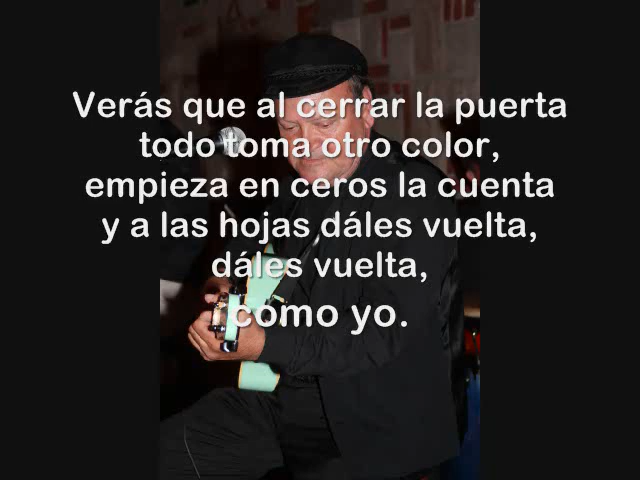 Verás que al cerrar la puerta
todo toma otro color,
empieza en ceros la cuenta
y a las hojas dáles vuelta,
dáles vuelta,
como yo.